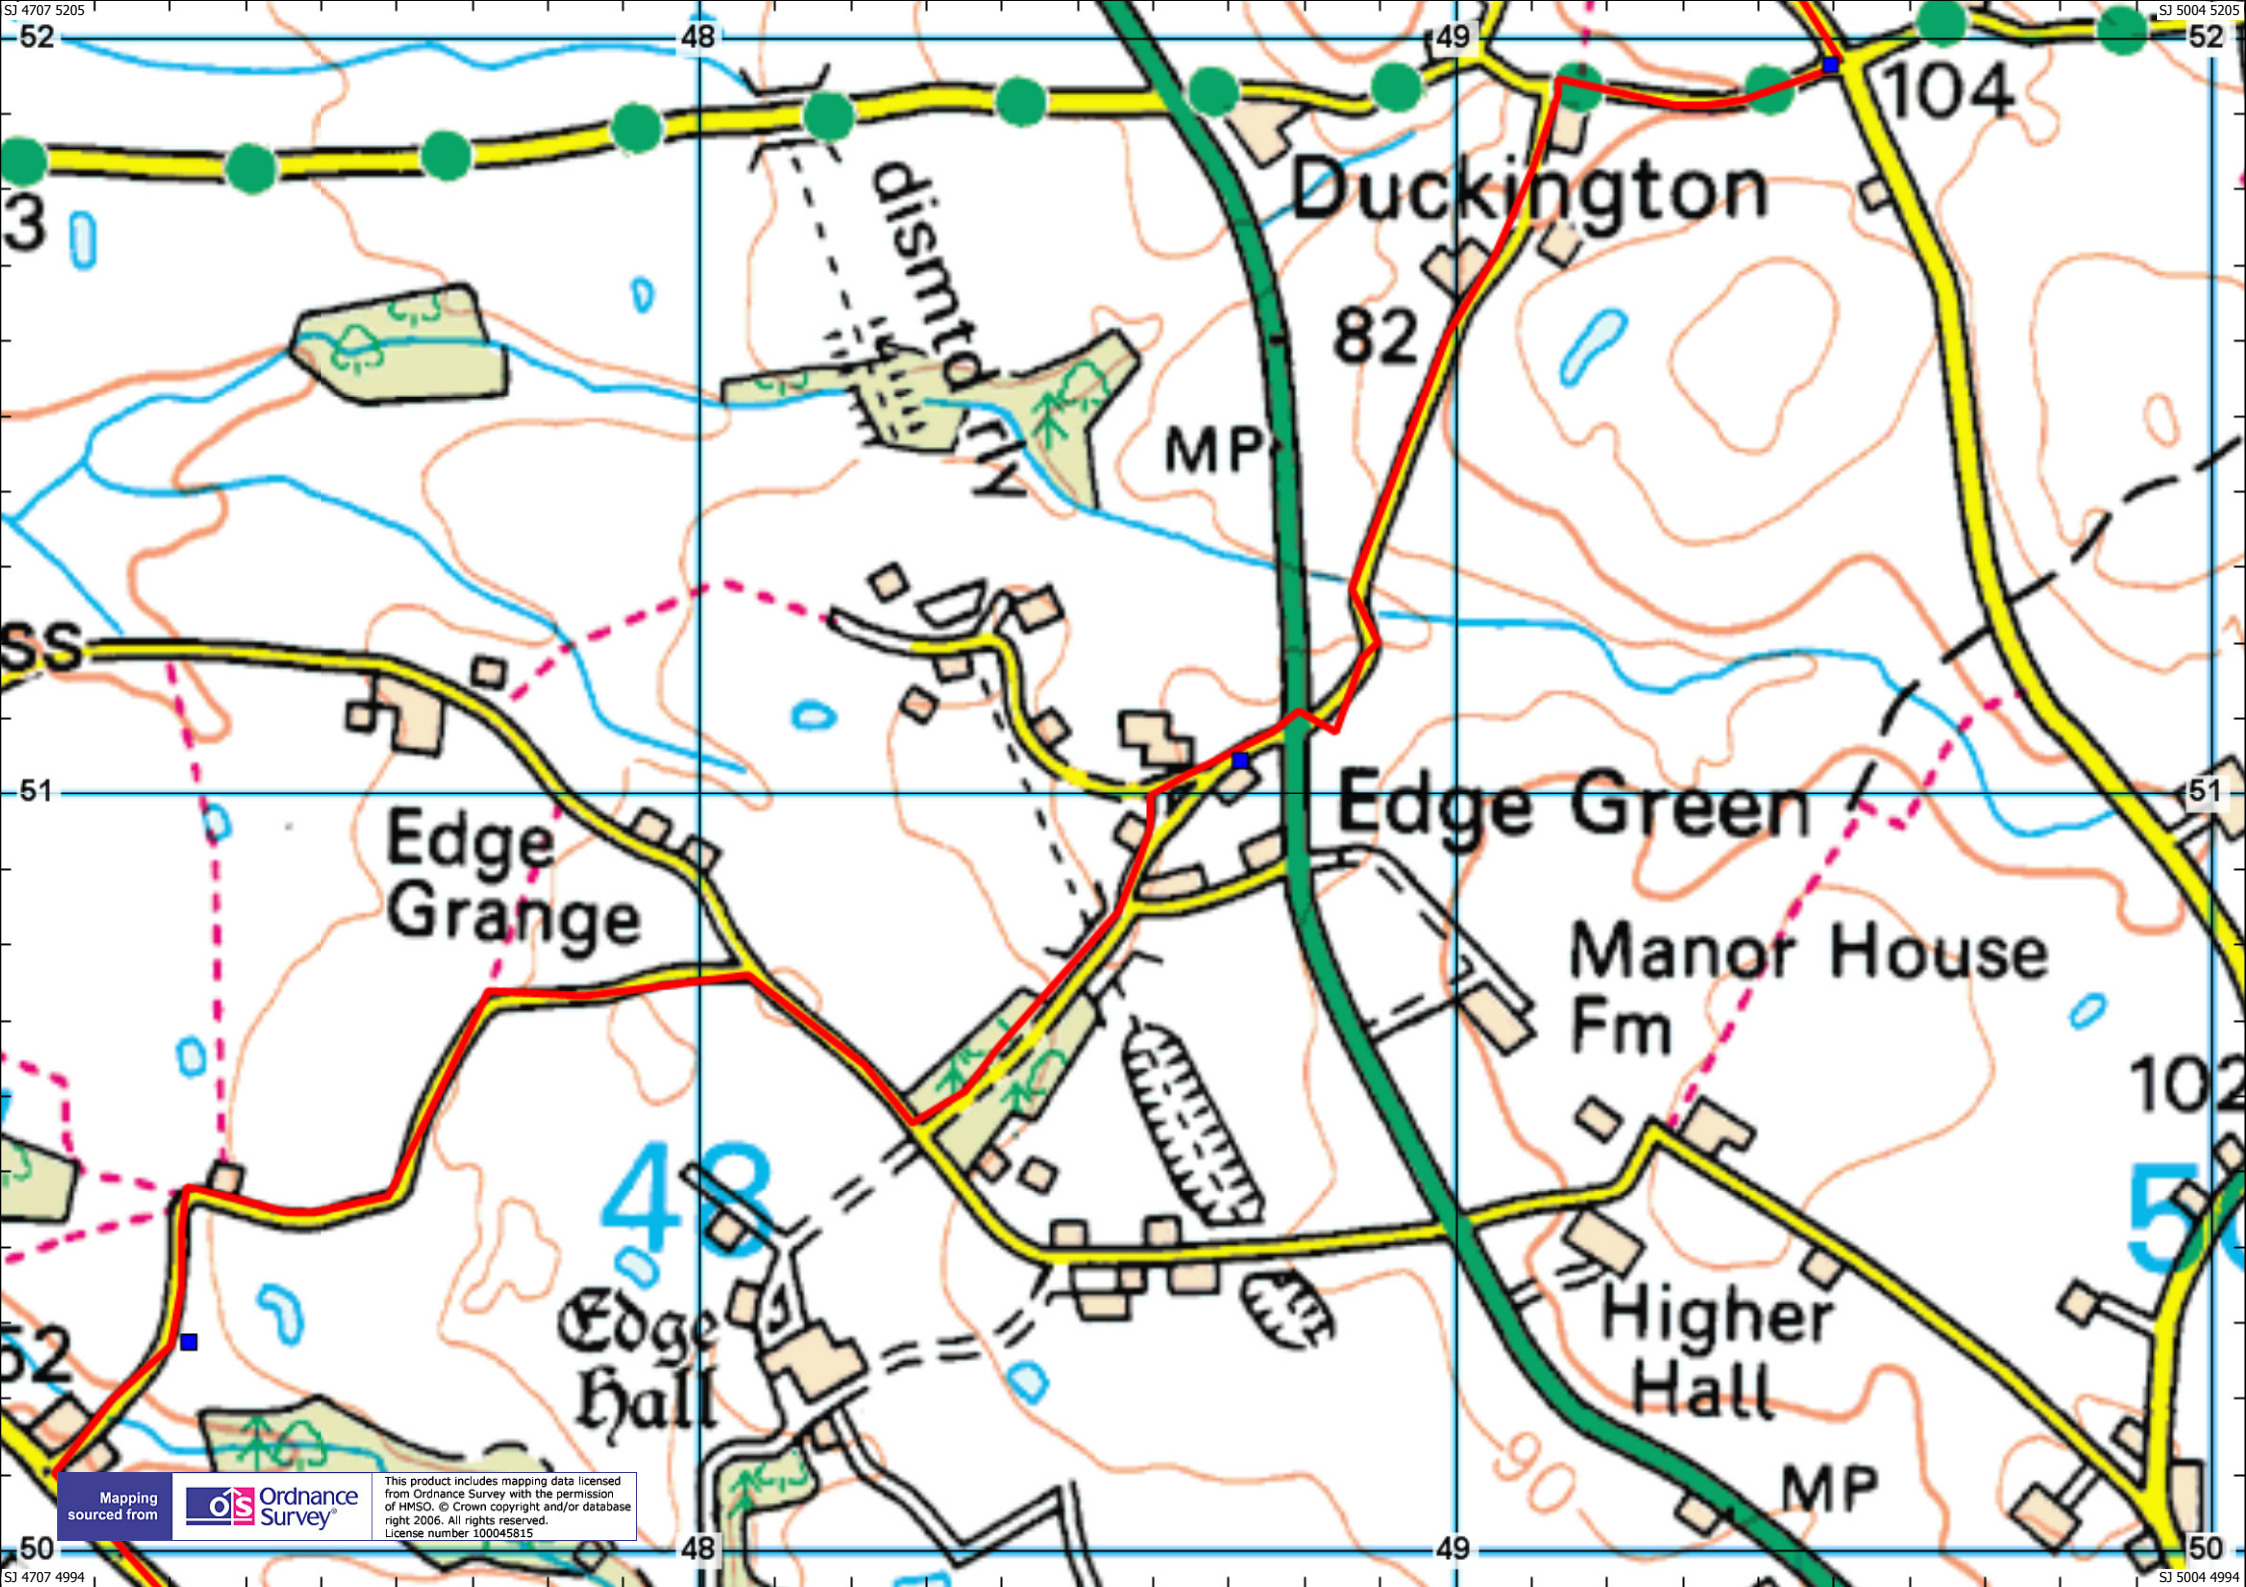 SJ 4707 5205
SJ 5004 5205
52
48
49
52
104
3
dismtd rly
Duckington
82
MP
SS
51
51
Edge Green
Edge
Grange
Manor House
Fm
102
48
Edge
Hall
Higher
Hall
52
90
MP
Mapping
sourced from
OS Ordnance
Survey®
This product includes mapping data licensed
from Ordnance Survey with the permission
of HMSO. © Crown copyright and/or database
right 2006. All rights reserved.
License number 100045815
50
48
49
50
SJ 4707 4994
SJ 5004 4994